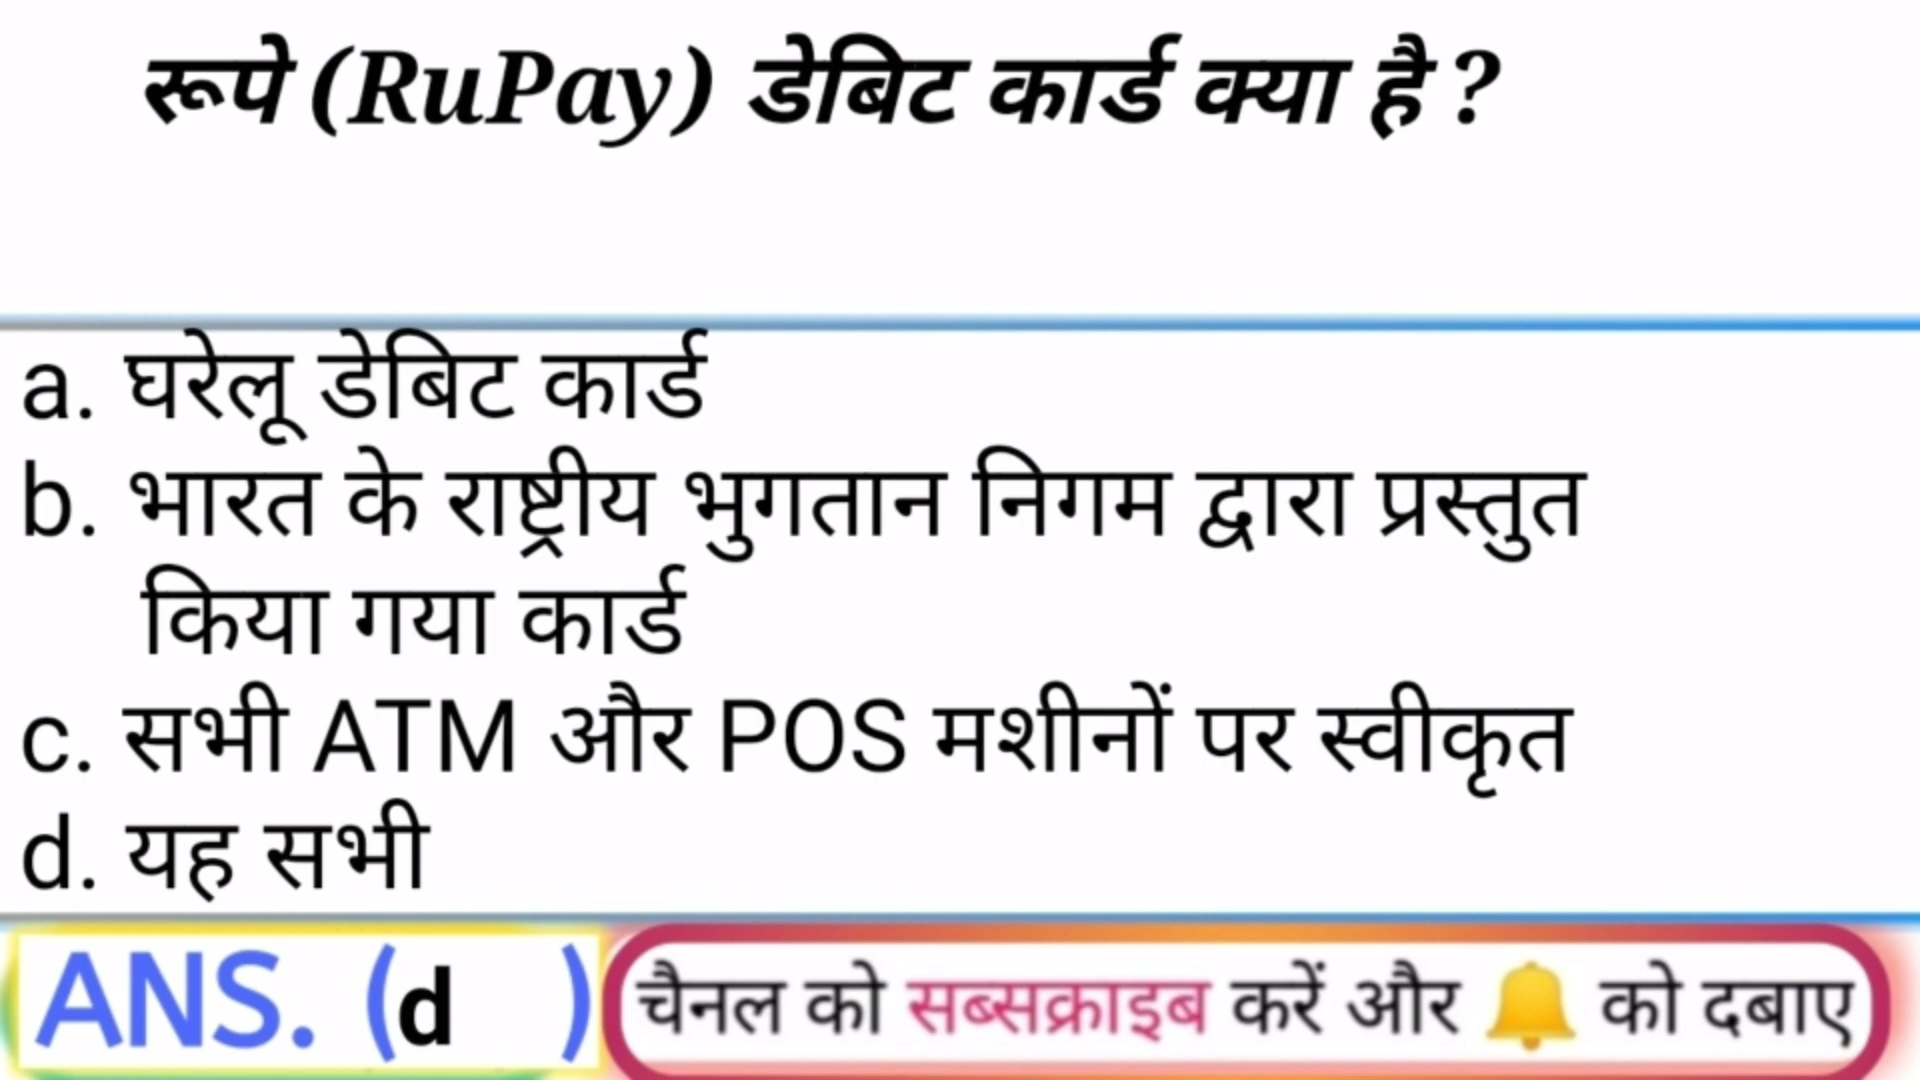 रूपे (RuPay) डेबिट कार्ड क्या है ?
a. घरेलू डेबिट कार्ड
b. भारत के राष्ट्रीय भुगतान निगम द्वारा प्रस्तुत
किया गया कार्ड
c. सभी ATM और POS मशीनों पर स्वीकृत
d. यह सभी
ANS. (d ) चैनल को सब्सक्राइब करें और 🔔 को दबाए